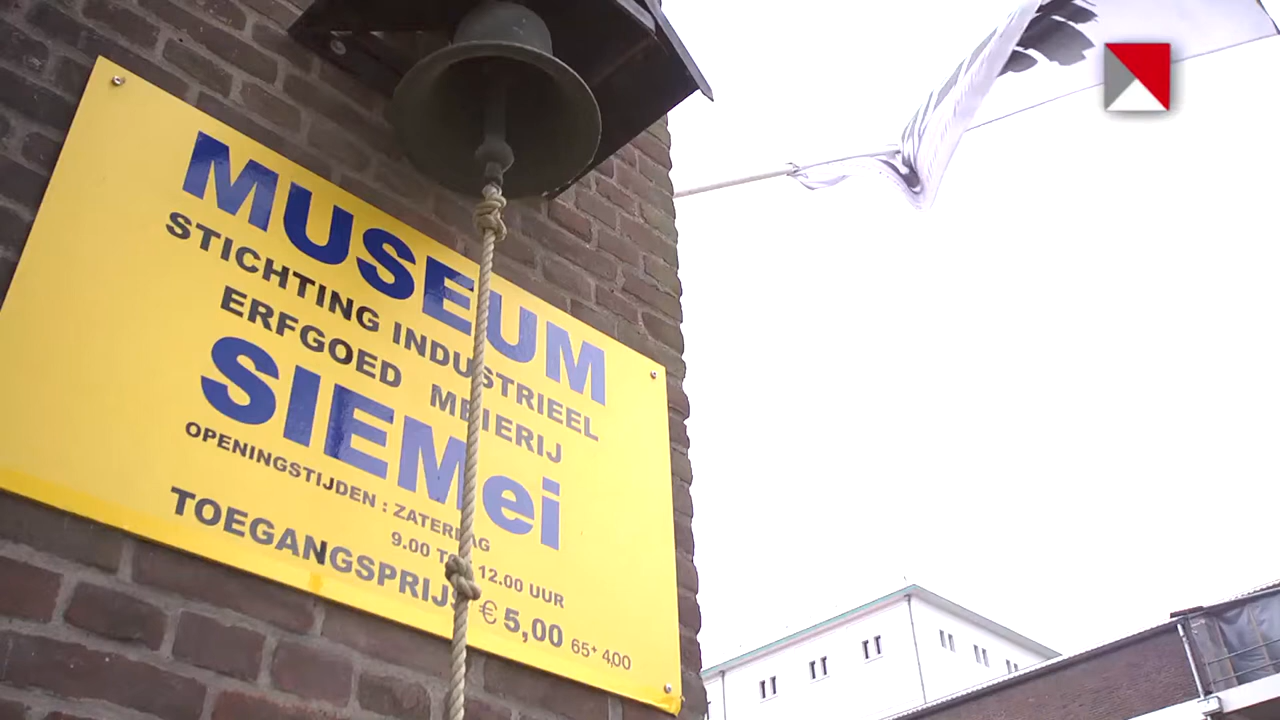 MUSEUM
STICHTING INDUSTRIEEL
ERFGOED MEIERIJ
SIEMei
OPENINGSTIJDEN : ZATERDAG
9.00 TOT 12.00 UUR
TOEGANGSPRIJS € 5,00 65+ 4,00